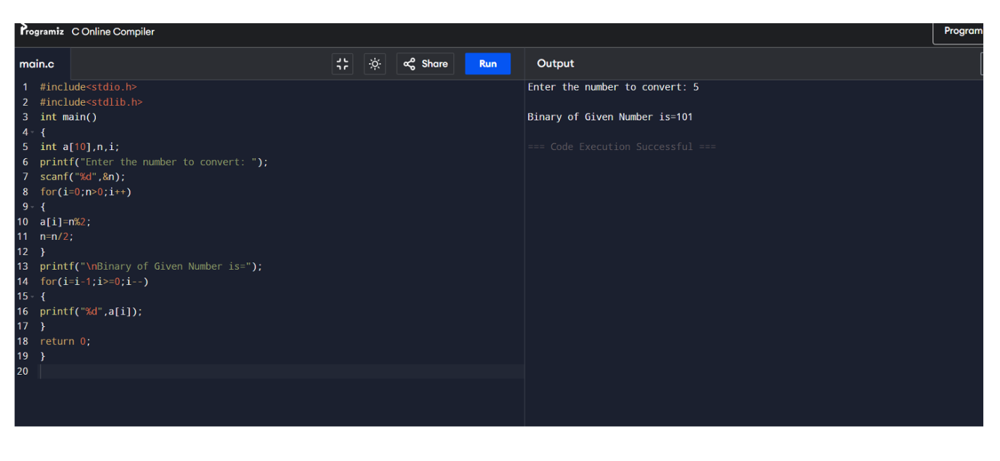 Programiz C Online Compiler
Program
main.c
Share
Run
Output
1 #include<stdio.h>
2 #include<stdlib.h>
3 int main()
4 {
5 int a[10],n,i;
6 printf("Enter the number to convert: ");
7 scanf("%d",&n);
8 for(i=0;n>0;i++)
9 {
10 a[i]=n%2;
11 n=n/2;
12 }
13 printf("\nBinary of Given Number is=");
14 for(i=i-1;i>=0;i--)
15 {
16 printf("%d",a[i]);
17 }
18 return 0;
19 }
20
Enter the number to convert: 5
Binary of Given Number is=101
=== Code Execution Successful ===